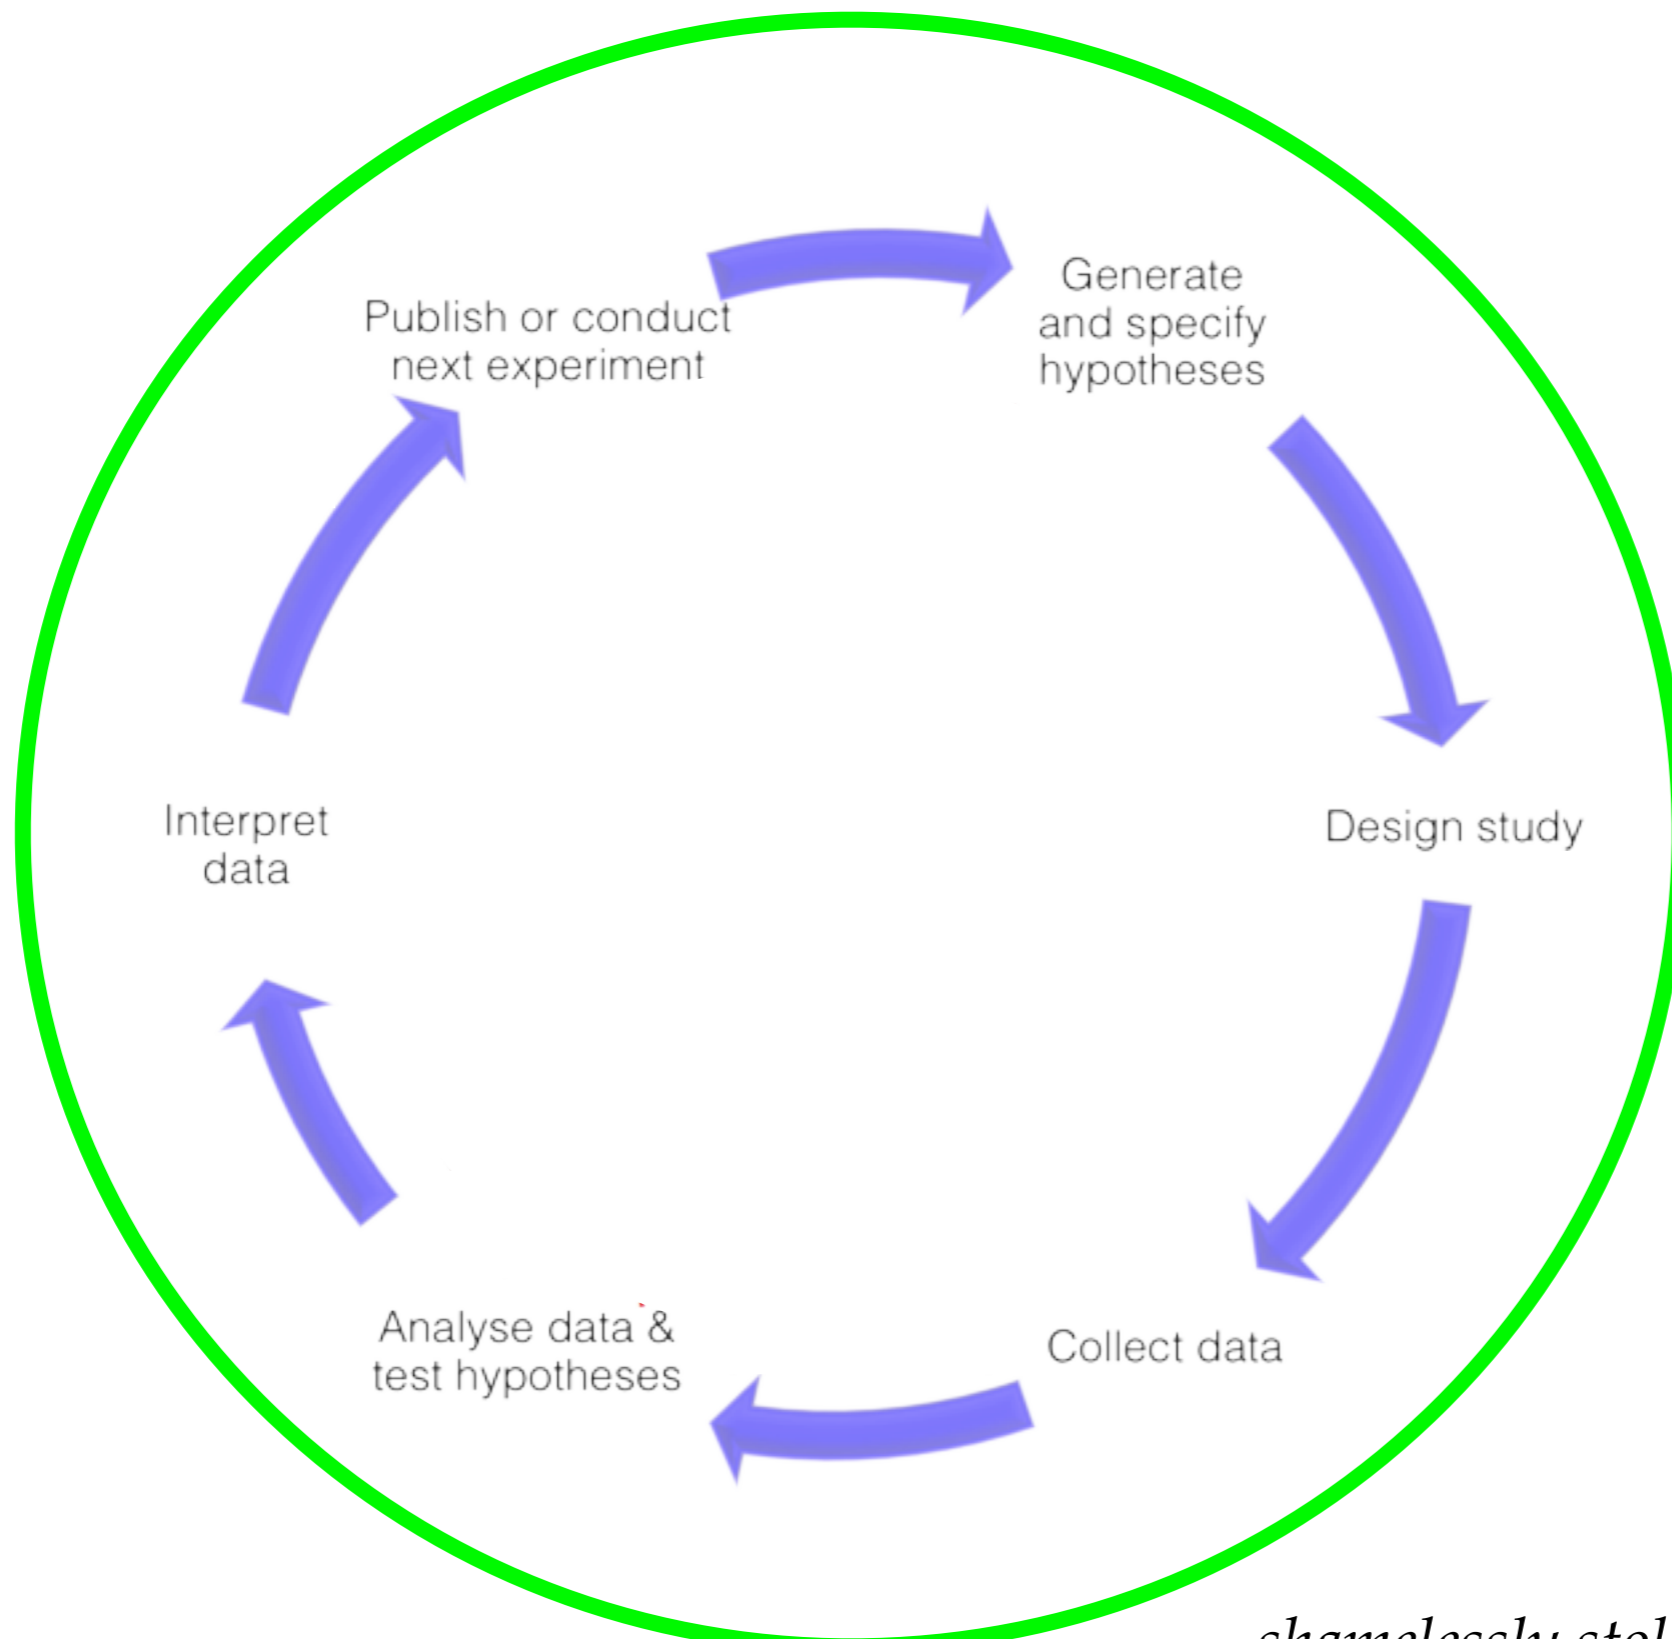 Publish or conduct
next experiment
Generate
and specify
hypotheses
Design study
Collect data
Analyse data &
test hypotheses
Interpret
data
shamelessly